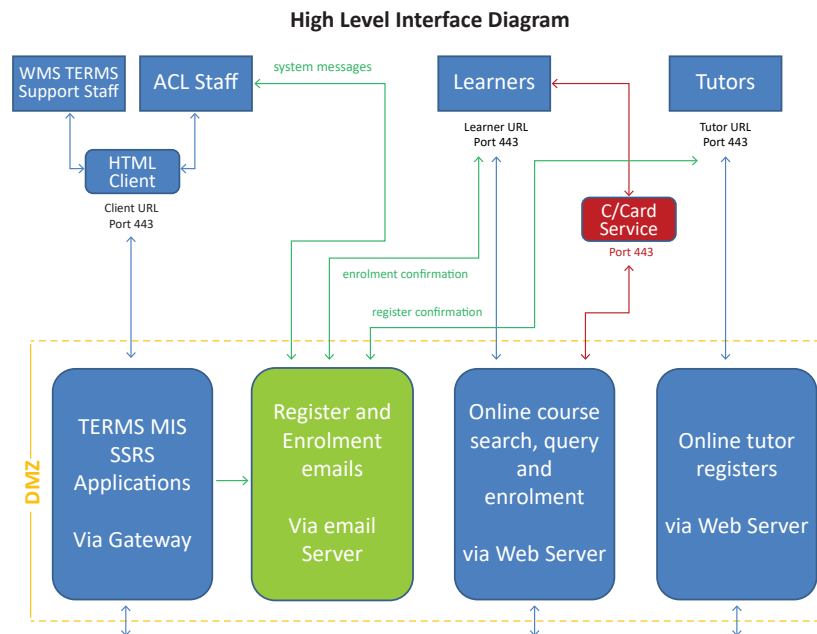 High Level Interface Diagram
WMS TERMS
Support Staff
ACL Staff
system messages
Learners
Tutors
Learner URL
Port 443
Tutor URL
Port 443
HTML
Client
Client URL
Port 443
C/Card
Service
Port 443
enrolment confirmation
register confirmation
DMZ
TERMS MIS
SSRS
Applications
Via Gateway
Register and
Enrolment
emails
Via email
Server
Online course
search, query
and
enrolment
via Web Server
Online tutor
registers
via Web Server